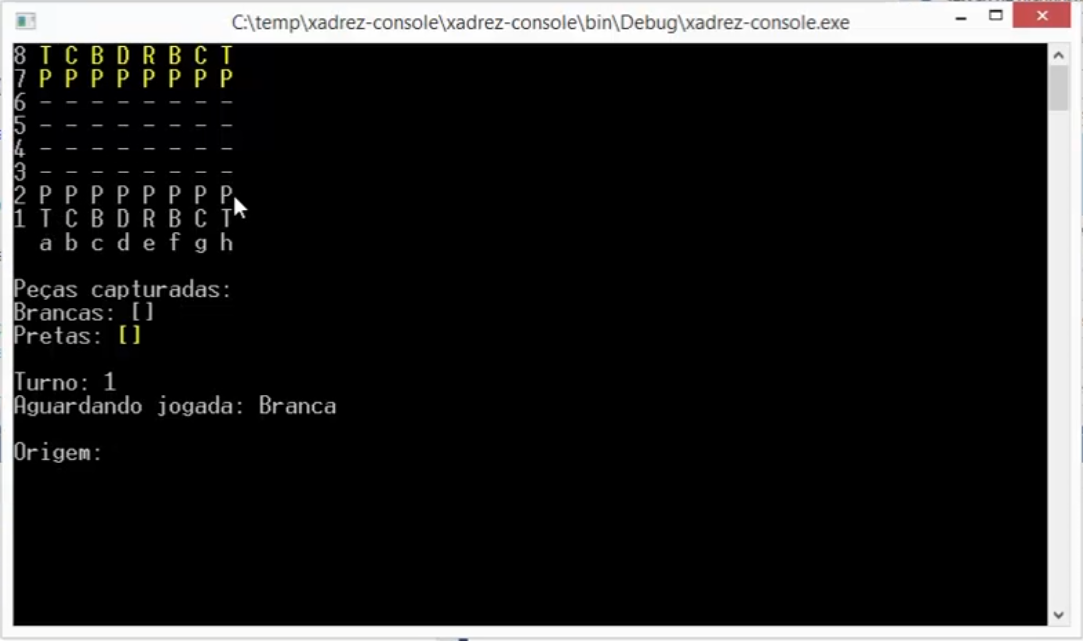 C:\temp\xadrez-console\xadrez-console\bin\Debug\xadrez-console.exe
8 T C B D R B C T
7 P P P P P P P P
6 - - - - - - - -
5 - - - - - - - -
4 - - - - - - - -
3 - - - - - - - -
2 P P P P P P P P
1 T C B D R B C T
a b c d e f g h
Peças capturadas:
Brancas: []
Pretas: []
Turno: 1
Aguardando jogada: Branca
Origem: